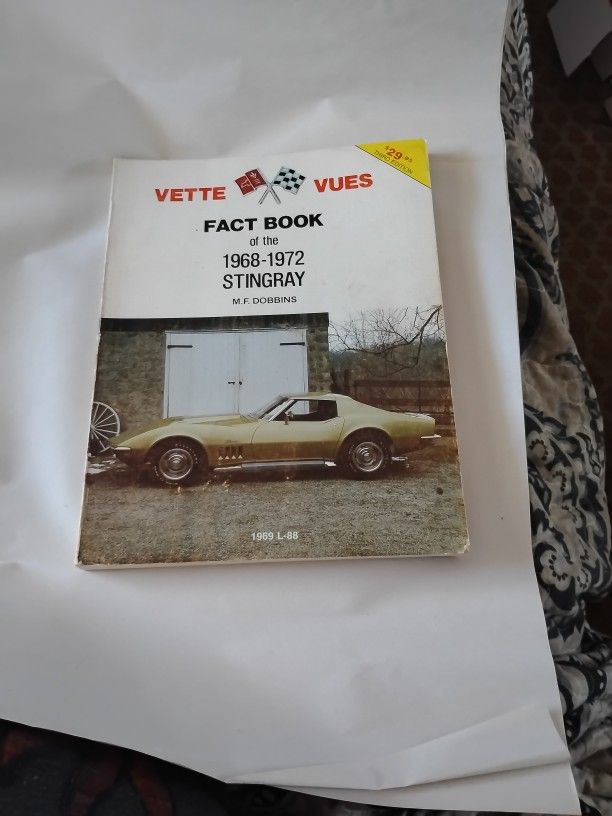 $29.95
THIRD EDITION
VETTE VUES
FACT BOOK
of the
1968-1972
STINGRAY
M.F. DOBBINS
1969 L-88